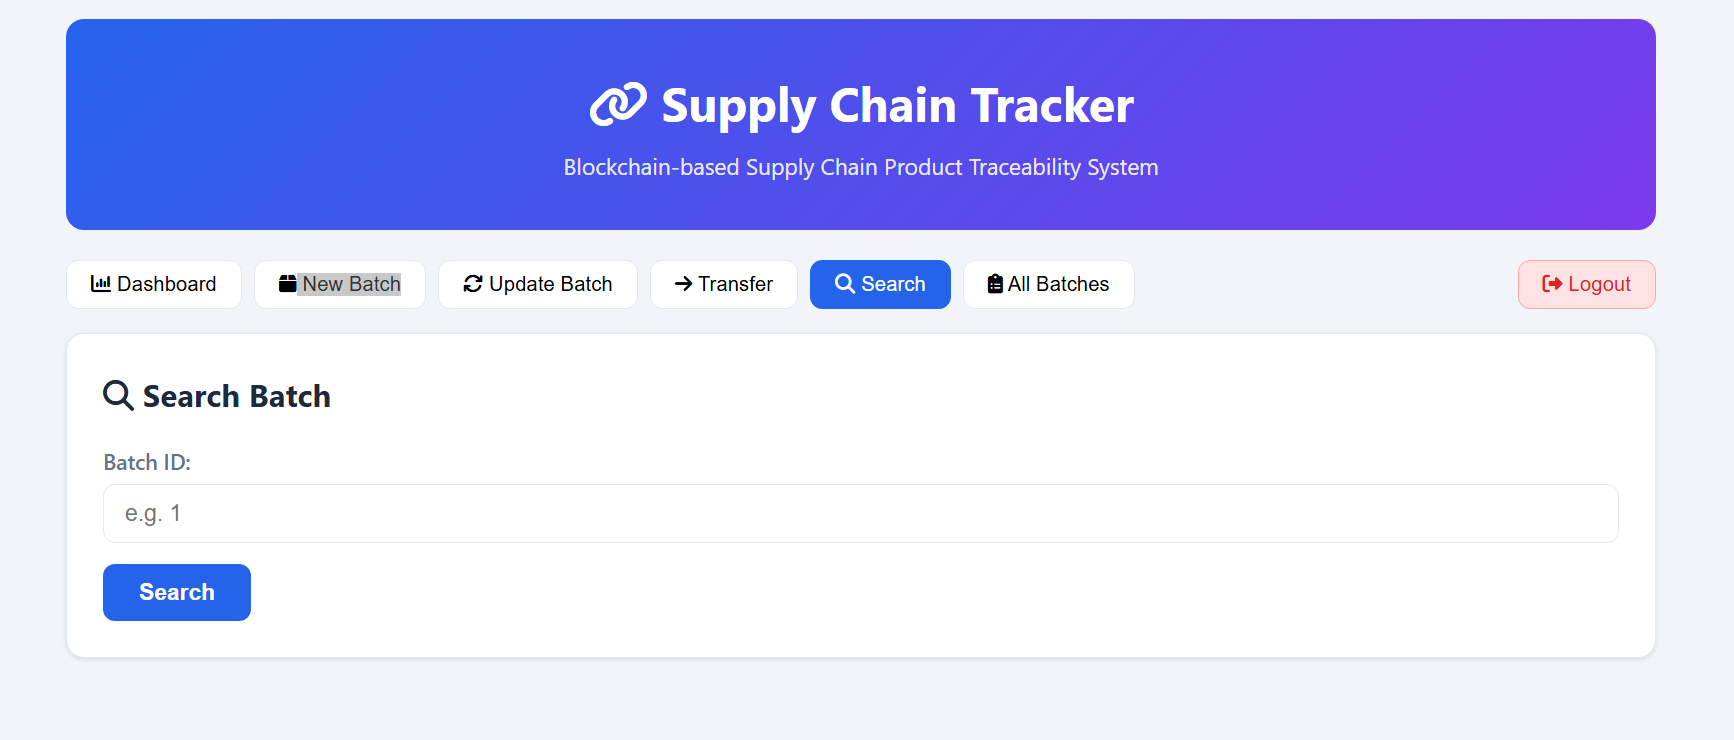 Supply Chain Tracker
Blockchain-based Supply Chain Product Traceability System
Dashboard New Batch Update Batch Transfer Search All Batches Logout
Search Batch
Batch ID:
e.g. 1
Search